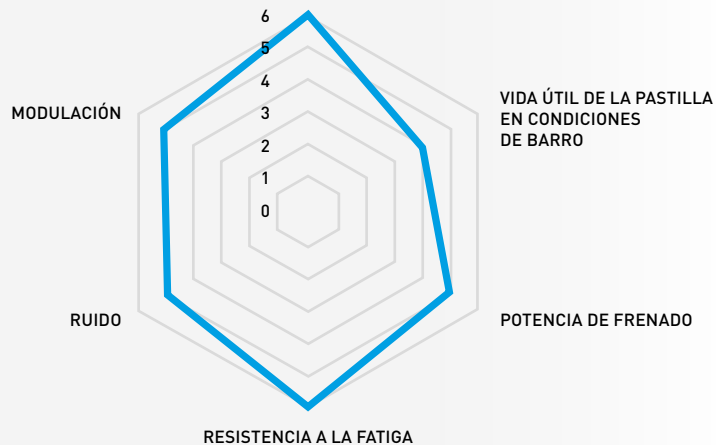 6
5
4
3
2
1
0
MODULACIÓN
VIDA ÚTIL DE LA PASTILLA
EN CONDICIONES
DE BARRO
RUIDO
POTENCIA DE FRENADO
RESISTENCIA A LA FATIGA